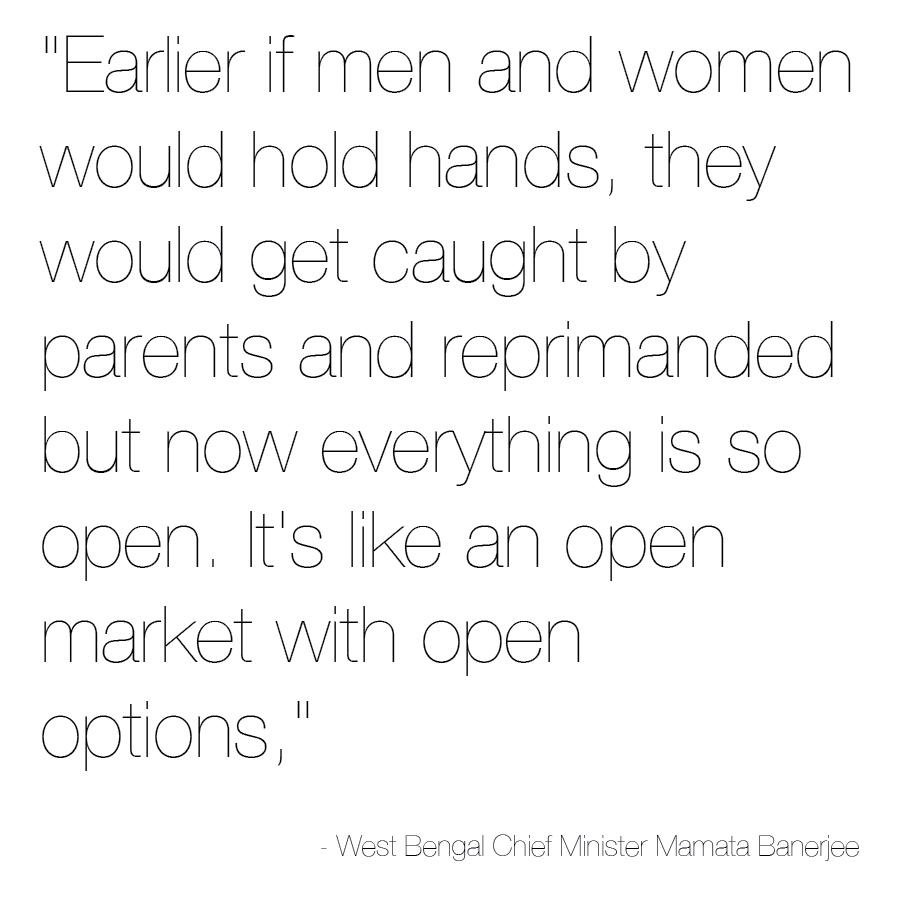 "Earlier if men and women
would hold hands, they
would get caught by
parents and reprimanded
but now everything is so
open. It's like an open
market with open
options,"
- West Bengal Chief Minister Mamata Banerjee